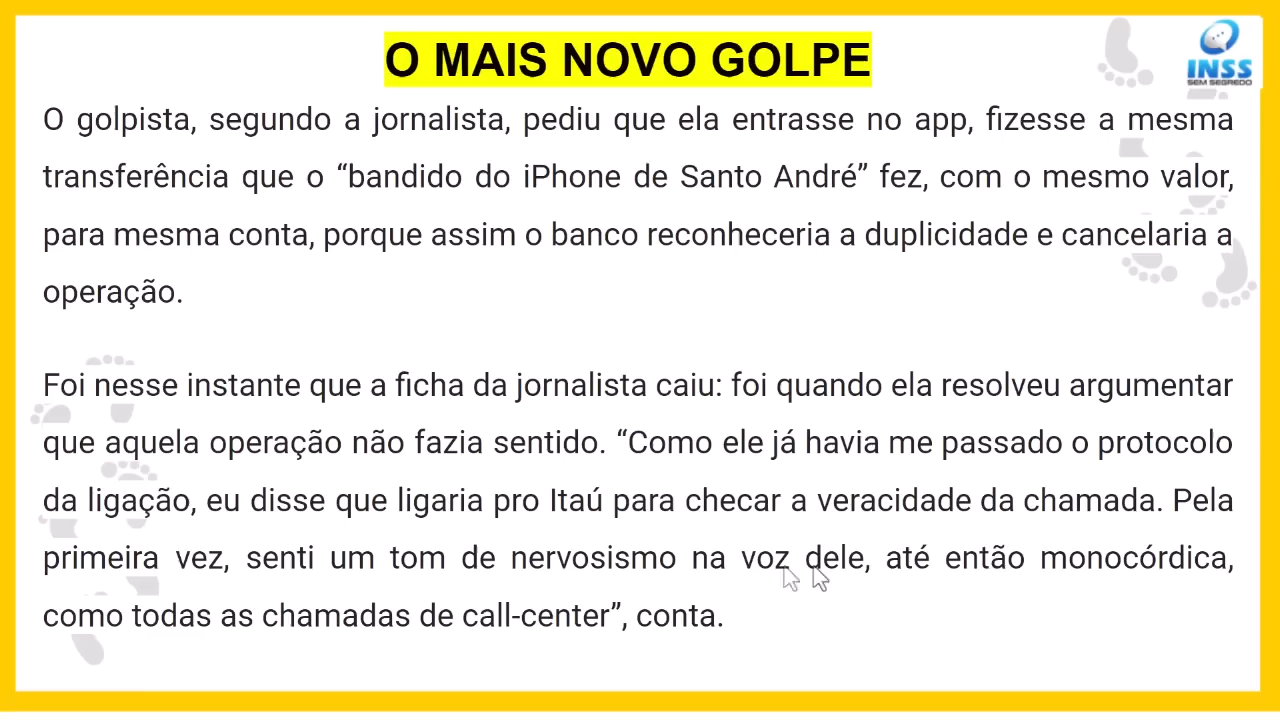 O MAIS NOVO GOLPE
INSS
SEM SEGREDO
O golpista, segundo a jornalista, pediu que ela entrasse no app, fizesse a mesma
transferência que o “bandido do iPhone de Santo André” fez, com o mesmo valor,
para mesma conta, porque assim o banco reconheceria a duplicidade e cancelaria a
operação.
Foi nesse instante que a ficha da jornalista caiu: foi quando ela resolveu argumentar
que aquela operação não fazia sentido. “Como ele já havia me passado o protocolo
da ligação, eu disse que ligaria pro Itaú para checar a veracidade da chamada. Pela
primeira vez, senti um tom de nervosismo na voz dele, até então monocórdica,
como todas as chamadas de call-center”, conta.